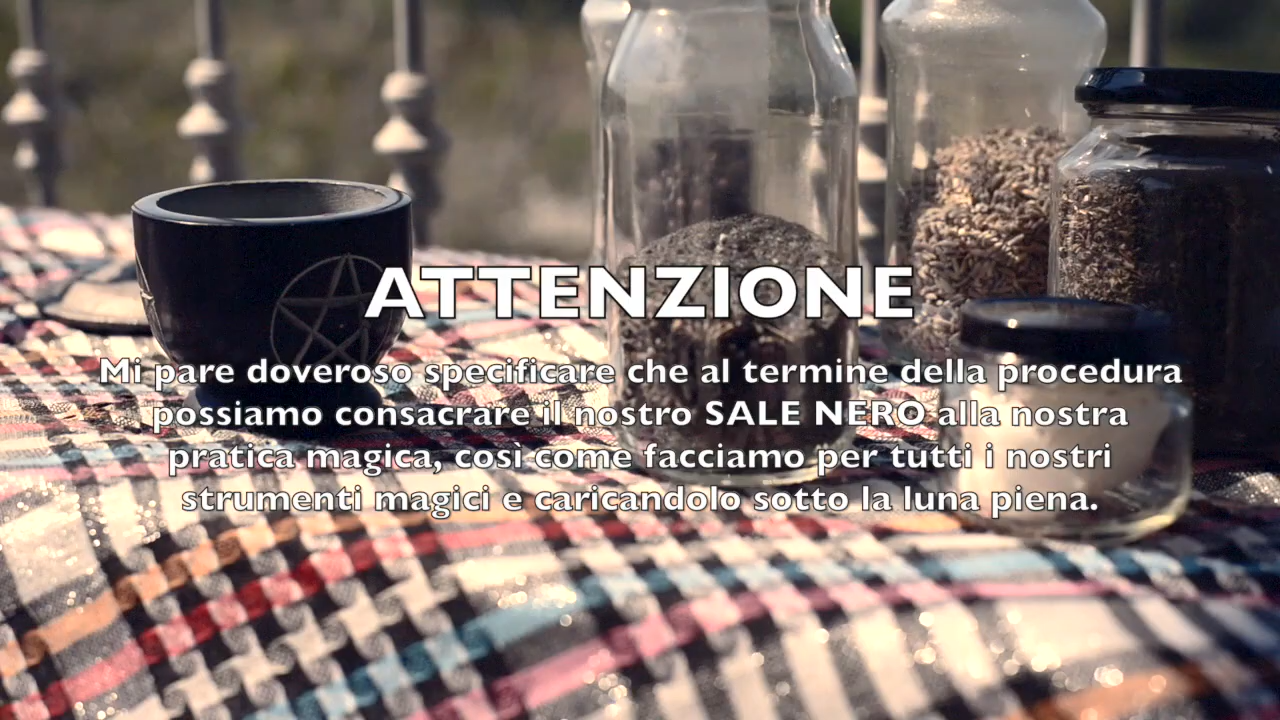 ATTENZIONE
Mi pare doveroso specificare che al termine della procedura
possiamo consacrare il nostro SALE NERO alla nostra
pratica magica, così come facciamo per tutti i nostri
strumenti magici e caricandolo sotto la luna piena.